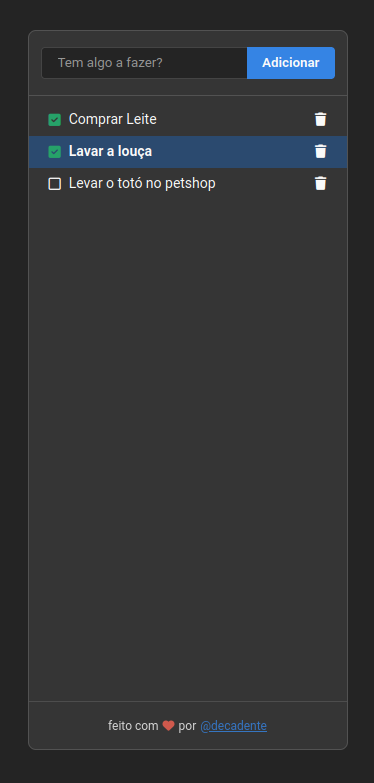 Tem algo a fazer? Adicionar
Comprar Leite
Lavar a louça
Levar o totó no petshop
feito com ❤ por @decadente